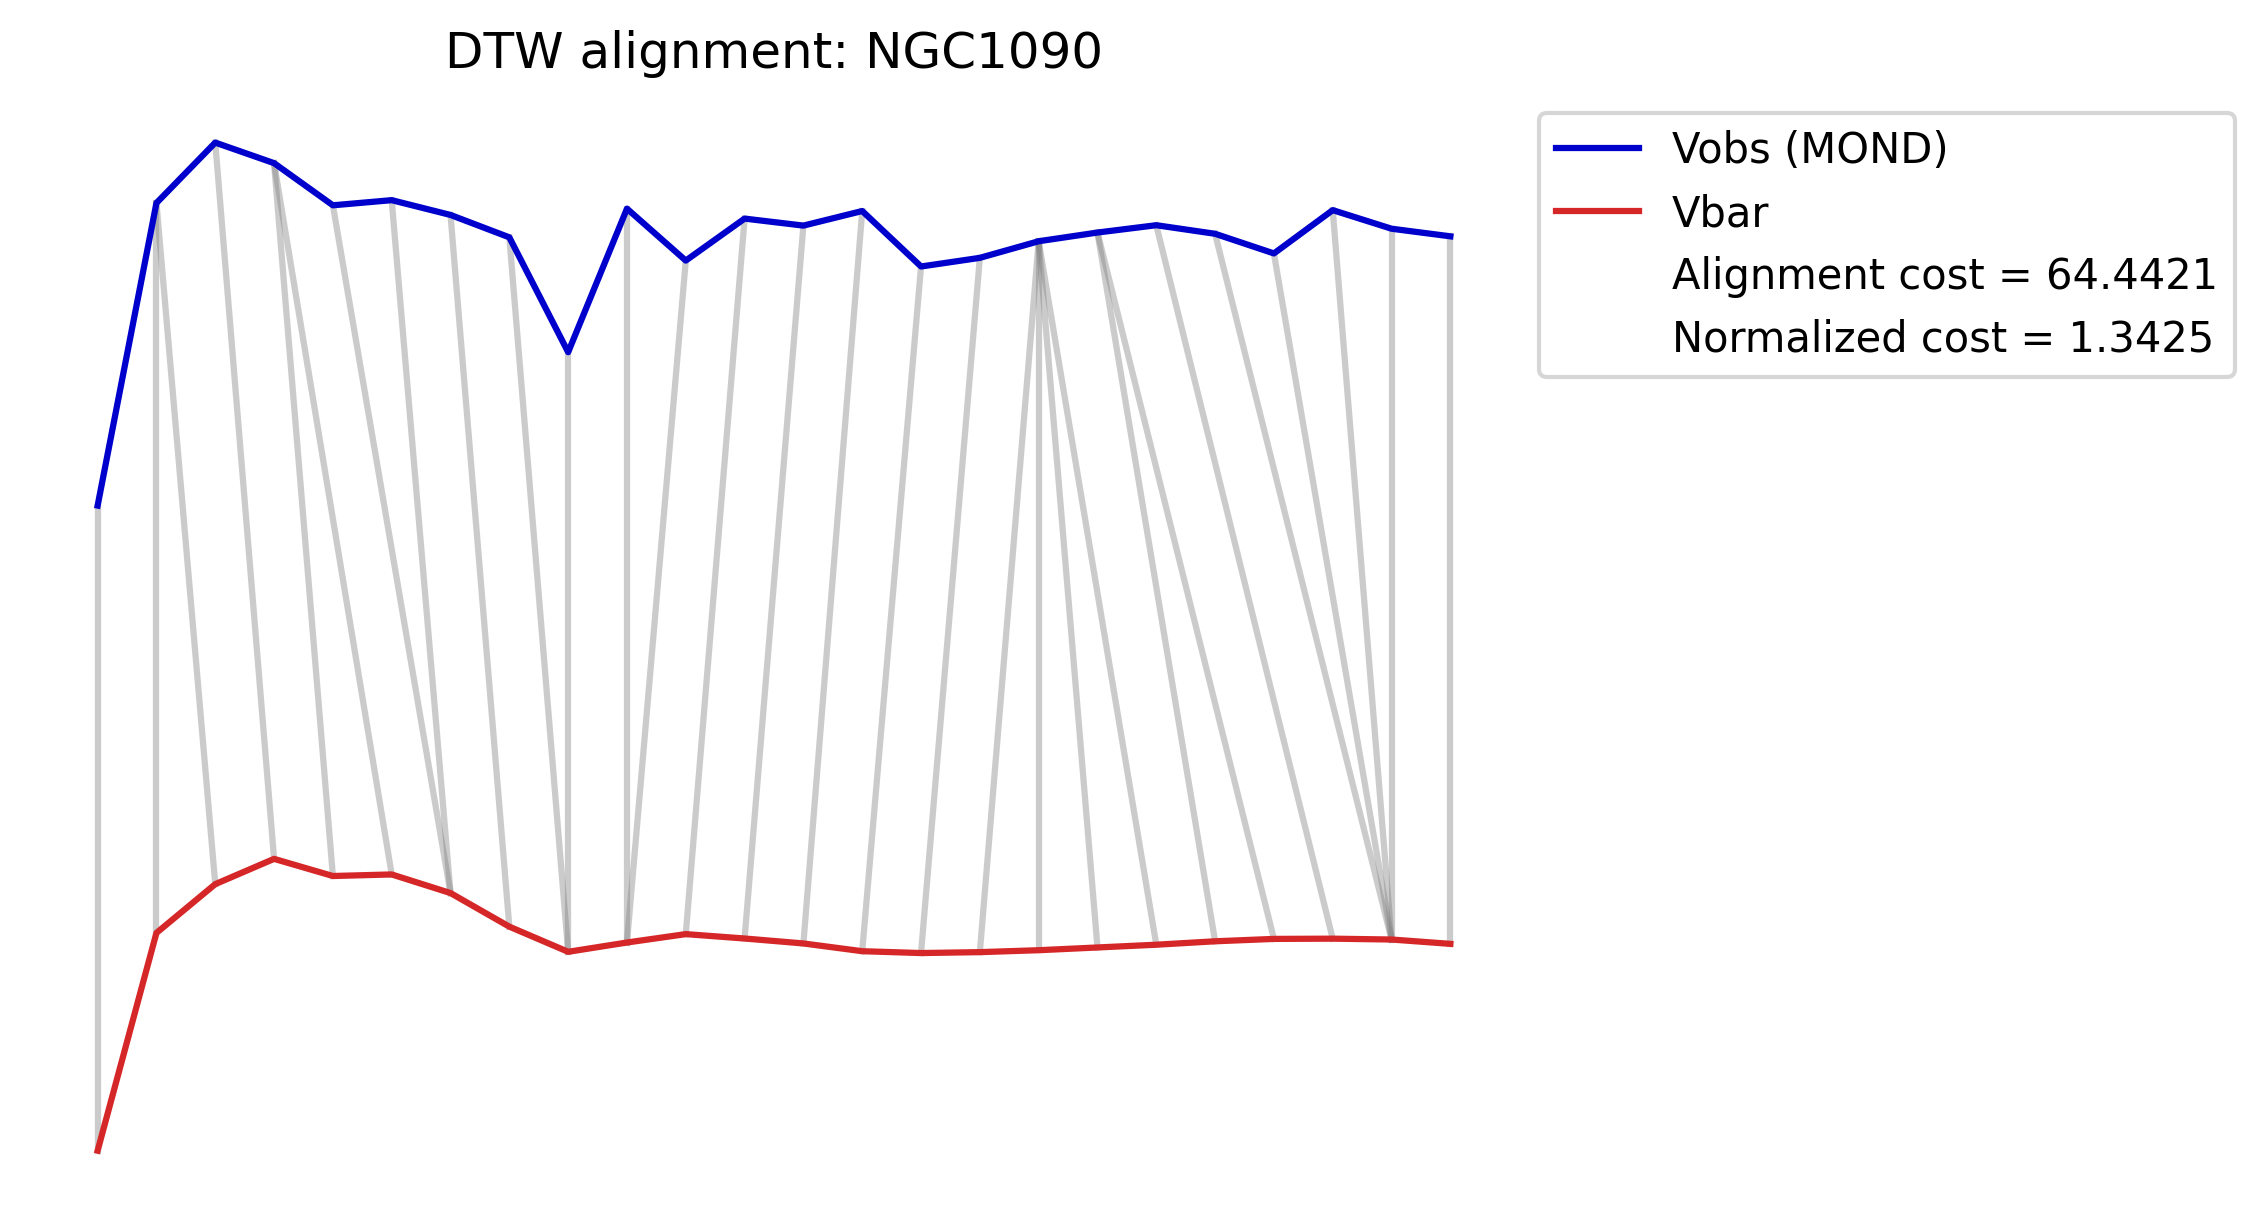 DTW alignment: NGC1090
Vobs (MOND)
Vbar
Alignment cost = 64.4421
Normalized cost = 1.3425